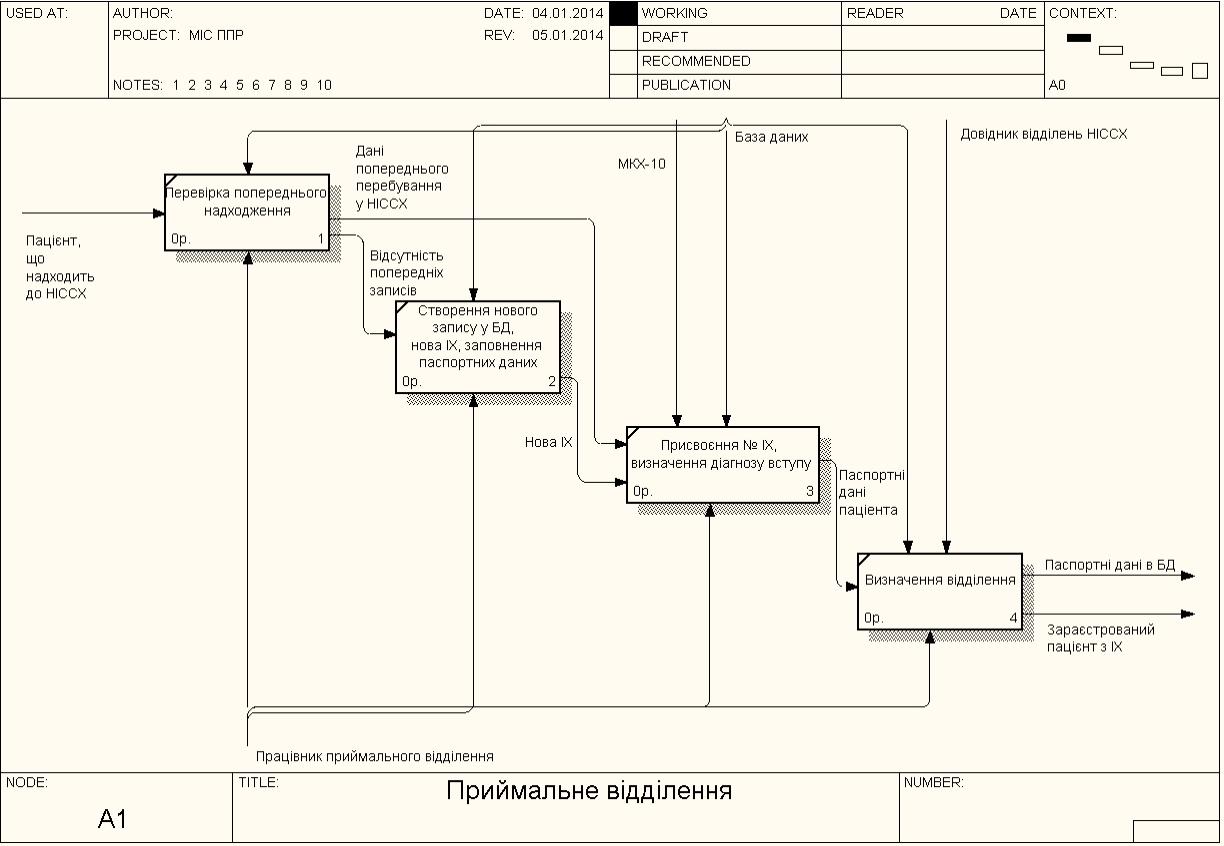 USED AT:
AUTHOR:
DATE: 04.01.2014
PROJECT: МІС ППР
REV: 05.01.2014
NOTES: 1 2 3 4 5 6 7 8 9 10
WORKING
DRAFT
RECOMMENDED
PUBLICATION
READER
DATE
CONTEXT:
A0
База даних
Довідник відділень НІССХ
МКХ-10
Дані
попереднього
перебування
у НІССХ
Перевірка попереднього
надходження
0р.
1
Пацієнт,
що
надходить
до НІССХ
Відсутність
попередніх
записів
Створення нового
запису у БД,
нова ІХ, заповнення
паспортних даних
0р.
2
Нова ІХ
Присвоєння № ІХ,
визначення діагнозу вступу
0р.
3
Паспортні
дані
паціента
Визначення відділення
0р.
4
Паспортні дані в БД
Зараєстрований
пацієнт з ІХ
Працівник приймального відділення
NODE:
A1
TITLE:
Приймальне відділення
NUMBER: